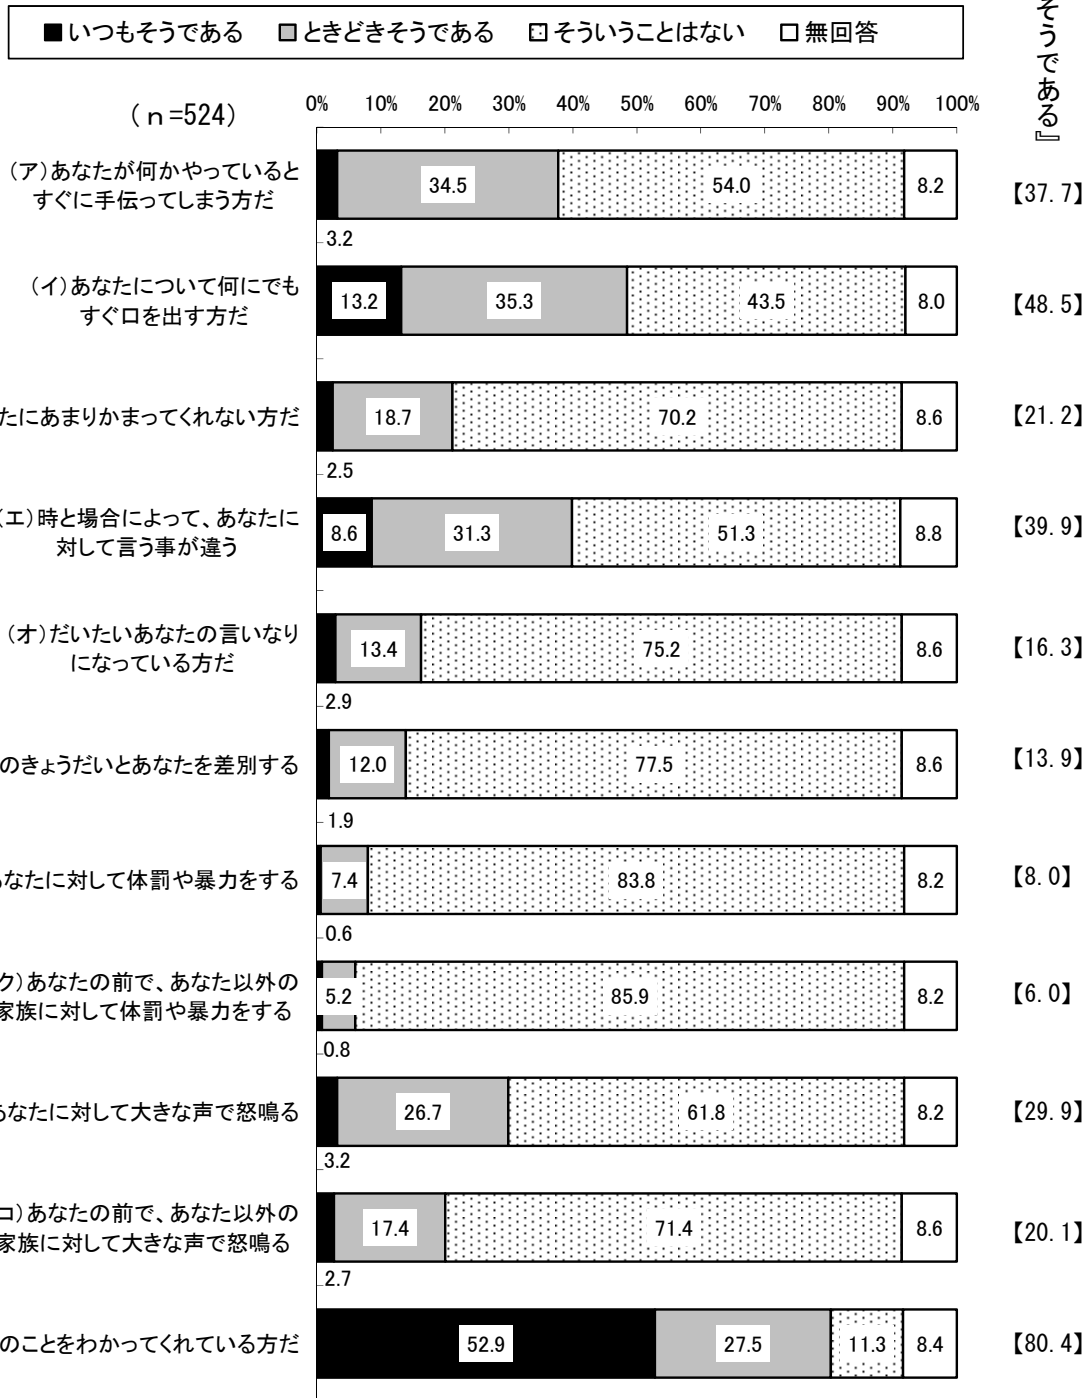 ■いつもそうである ■ときどきそうである □そういうことはない □無回答
そうである』
（ｎ=524）
0% 10% 20% 30% 40% 50% 60% 70% 80% 90% 100%
（ア）あなたが何かやっていると
すぐに手伝ってしまう方だ
34.5 54.0 8.2 【37.7】
3.2
（イ）あなたについて何にでも
すぐ口を出す方だ
13.2 35.3 43.5 8.0 【48.5】
たにあまりかまってくれない方だ
18.7 70.2 8.6 【21.2】
2.5
（エ）時と場合によって、あなたに
対して言う事が違う
8.6 31.3 51.3 8.8 【39.9】
（オ）だいたいあなたの言いなり
になっている方だ
13.4 75.2 8.6 【16.3】
2.9
のきょうだいとあなたを差別する
12.0 77.5 8.6 【13.9】
1.9
あなたに対して体罰や暴力をする
7.4 83.8 8.2 【8.0】
0.6
ク）あなたの前で、あなた以外の
家族に対して体罰や暴力をする
5.2 85.9 8.2 【6.0】
0.8
あなたに対して大きな声で怒鳴る
26.7 61.8 8.2 【29.9】
3.2
コ）あなたの前で、あなた以外の
家族に対して大きな声で怒鳴る
17.4 71.4 8.6 【20.1】
2.7
のことをわかってくれている方だ
52.9 27.5 11.3 8.4 【80.4】